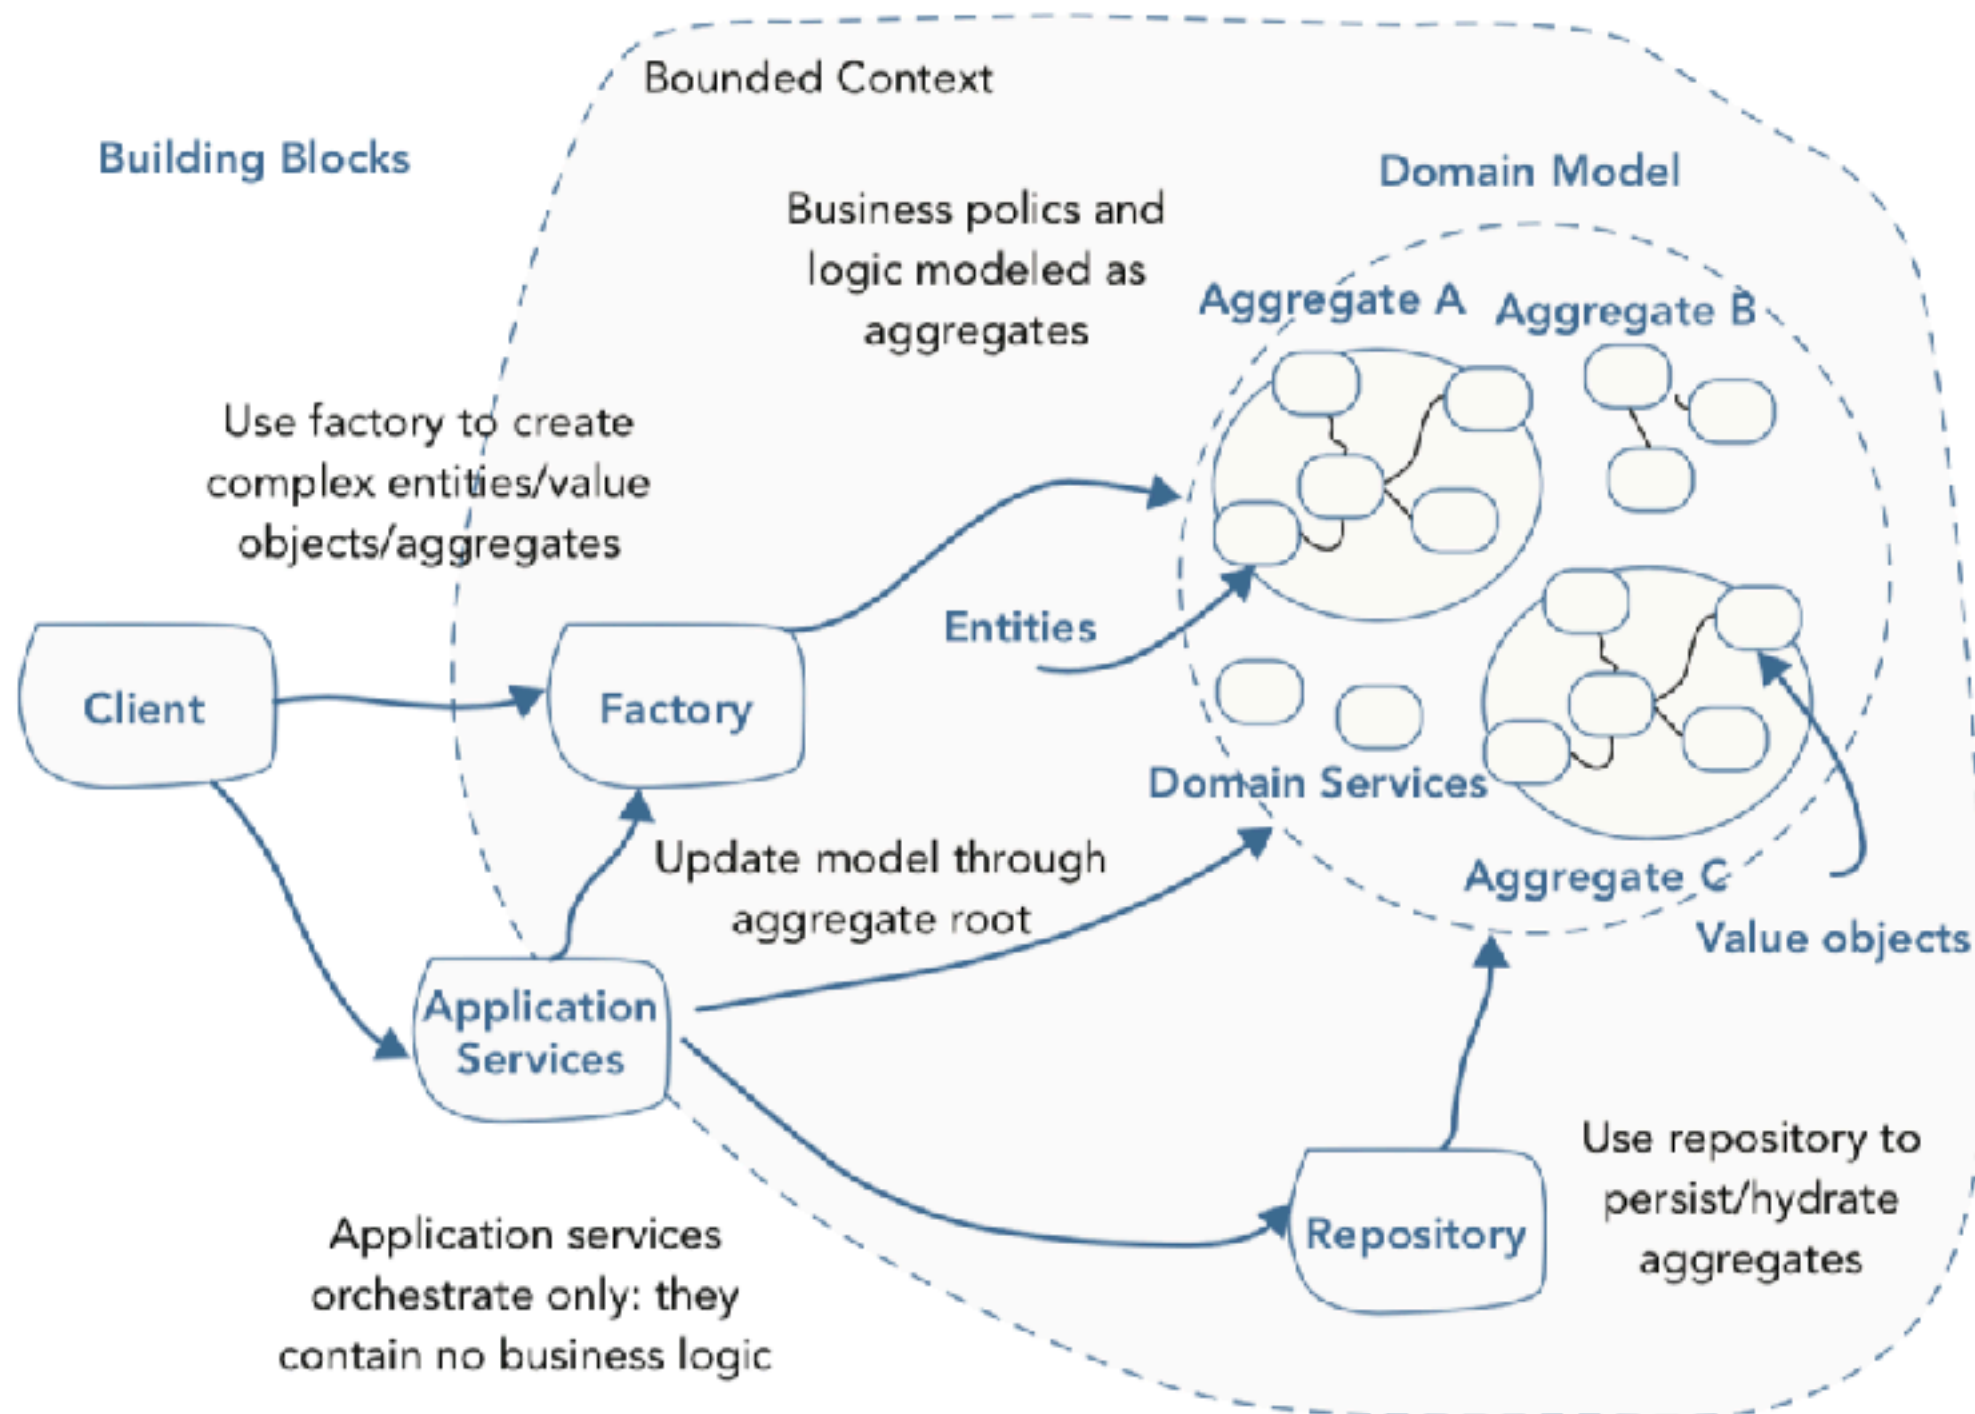 Bounded Context
Building Blocks
Domain Model
Business polics and
logic modeled as
aggregates
Aggregate A
Aggregate B
Use factory to create
complex entities/value
objects/aggregates
Entities
Client
Factory
Domain Services
Update model through
aggregate root
Aggregate C
Value objects
Application
Services
Use repository to
persist/hydrate
aggregates
Repository
Application services
orchestrate only: they
contain no business logic